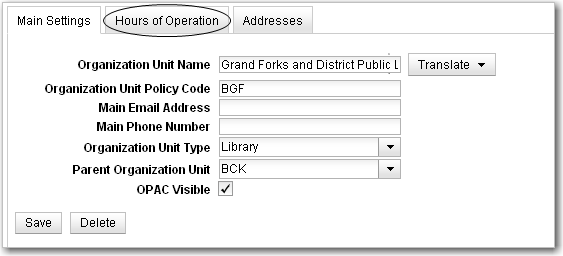 Main Settings Hours of Operation Addresses
Organization Unit Name Grand Forks and District Public L Translate
Organization Unit Policy Code BGF
Main Email Address
Main Phone Number
Organization Unit Type Library
Parent Organization Unit BCK
OPAC Visible
Save Delete